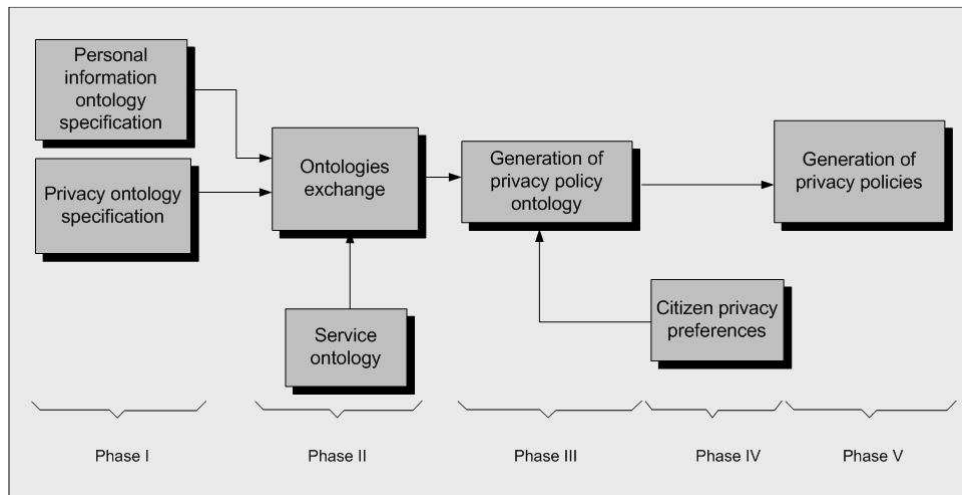 Personal
information
ontology
specification
Privacy ontology
specification
Ontologies
exchange
Service
ontology
Generation of
privacy policy
ontology
Citizen privacy
preferences
Generation of
privacy policies
Phase I
Phase II
Phase III
Phase IV
Phase V